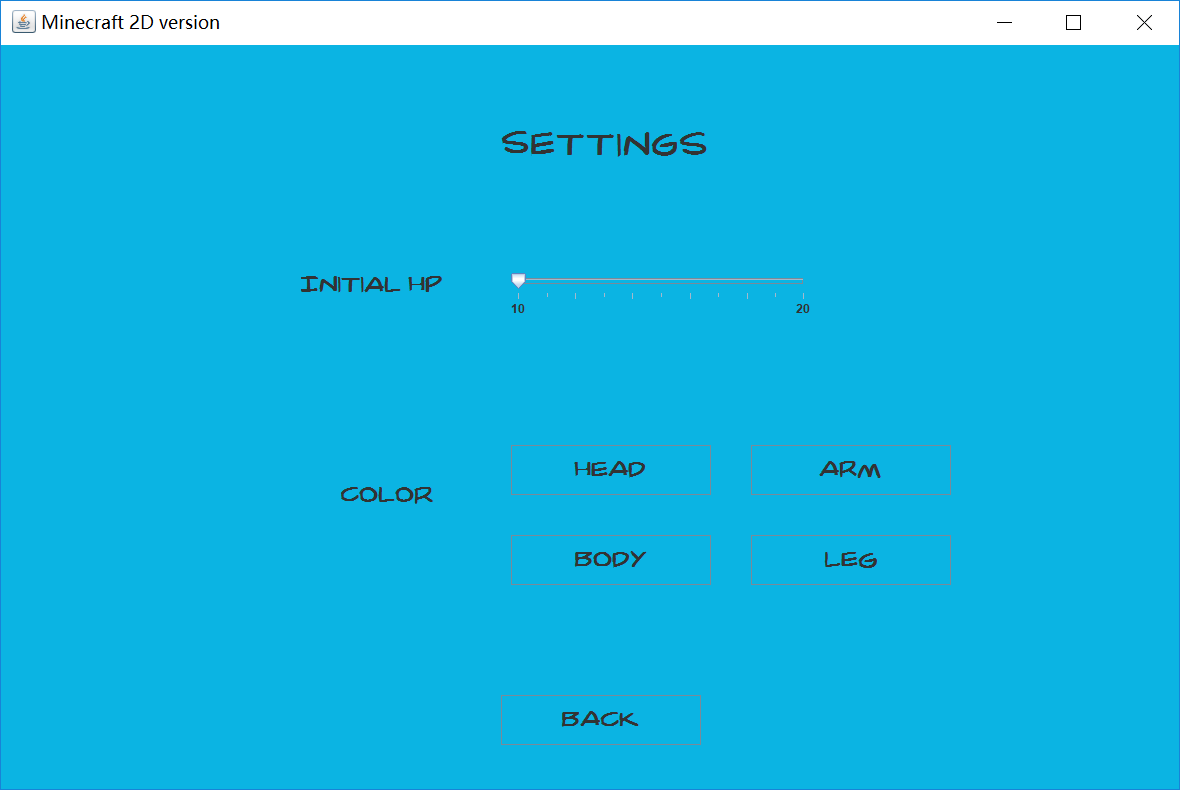 Minecraft 2D version
SETTINGS
INITIAL HP
10 20
HEAD ARM
COLOR
BODY LEG
BACK